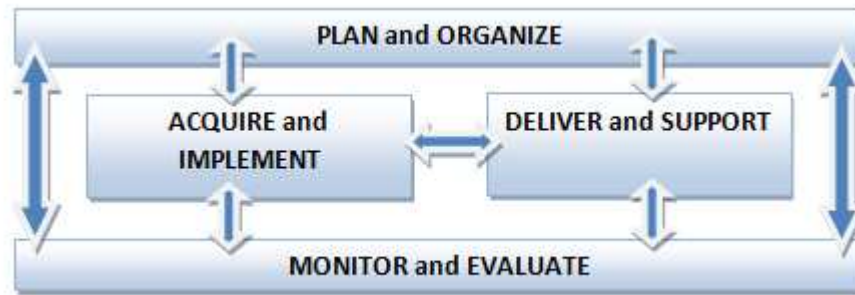 PLAN and ORGANIZE
ACQUIRE and
IMPLEMENT
DELIVER and SUPPORT
MONITOR and EVALUATE